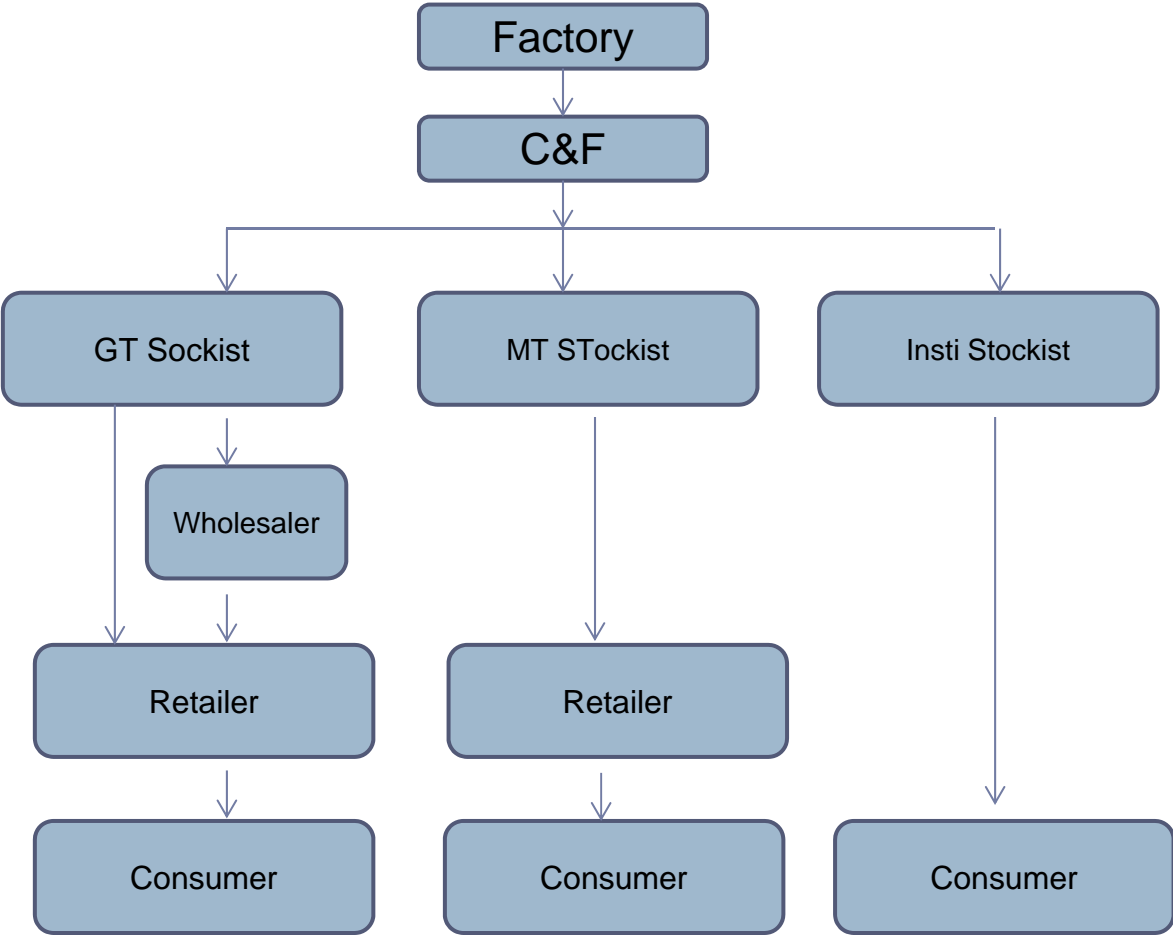 Factory
C&F
GT Sockist
MT STockist
Insti Stockist
Wholesaler
Retailer
Retailer
Consumer
Consumer
Consumer